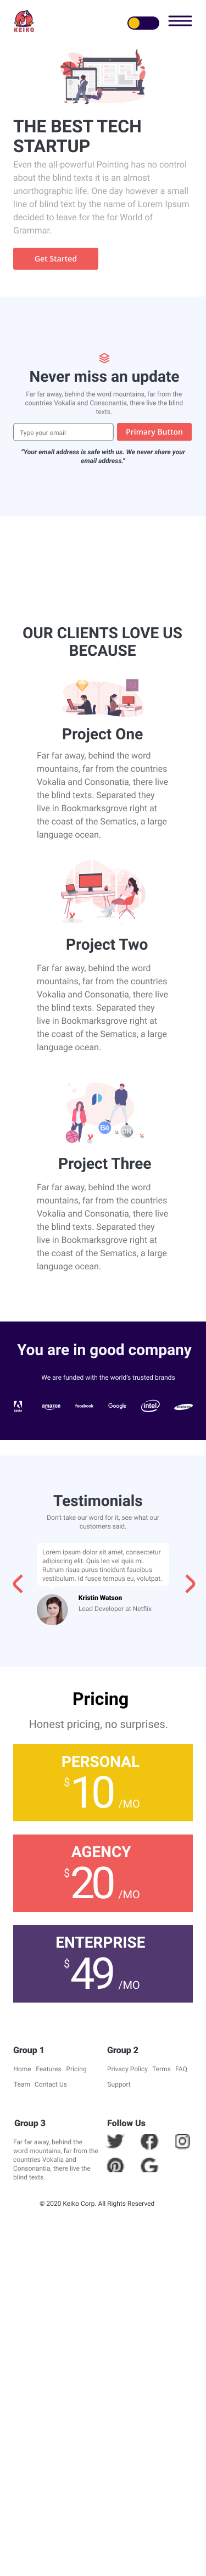 KEIKO
THE BEST TECH
STARTUP
Even the all-powerful Pointing has no control
about the blind texts it is an almost
unorthographic life. One day however a small
line of blind text by the name of Lorem Ipsum
decided to leave for the far World of
Grammar.
Get Started
Never miss an update
Far far away, behind the word mountains, far from the
countries Vokalia and Consonantia, there live the blind
texts.
Type your email
Primary Button
"Your email address is safe with us. We never share your
email address."
OUR CLIENTS LOVE US
BECAUSE
Project One
Far far away, behind the word
mountains, far from the countries
Vokalia and Consonatia, there live
the blind texts. Separated they
live in Bookmarksgrove right at
the coast of the Sematics, a large
language ocean.
Project Two
Far far away, behind the word
mountains, far from the countries
Vokalia and Consonatia, there live
the blind texts. Separated they
live in Bookmarksgrove right at
the coast of the Sematics, a large
language ocean.
Bē
Project Three
Far far away, behind the word
mountains, far from the countries
Vokalia and Consonatia, there live
the blind texts. Separated they
live in Bookmarksgrove right at
the coast of the Sematics, a large
language ocean.
You are in good company
We are funded with the world's trusted brands
Adobe amazon facebook Google intel SAMSUNG
Testimonials
Don't take our word for it, see what our
customers said.
Lorem ipsum dolor sit amet, consectetur
adipiscing elit. Quis leo vel quis mi.
Rutrum risus purus tincidunt faucibus
vestibulum. Id fusce tempus eu, volutpat.
Kristin Watson
Lead Developer at Netflix
Pricing
Honest pricing, no surprises.
PERSONAL
$10 /MO
AGENCY
$20 /MO
ENTERPRISE
$49 /MO
Group 1
Home Features Pricing
Team Contact Us
Group 2
Privacy Policy Terms FAQ
Support
Group 3
Far far away, behind the
word mountains, far from the
countries Vokalia and
Consonantia, there live the
blind texts.
Follow Us
© 2020 Keiko Corp. All Rights Reserved